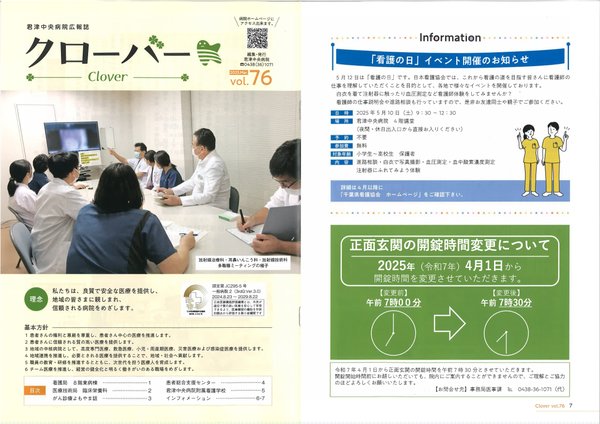 君津中央病院広報誌
病院ホームページに
アクセス出来ます。
クローバー
Clover
編集・発行
君津中央病院
☎0438(36)1071
vol.76
放射線治療科・耳鼻いんこう科・放射線技術科
多職種ミーティングの様子
理念
私たちは、良質で安全な医療を提供し、
地域の皆さまに親しまれ、
信頼される病院をめざします。
認定第JC295-5号
一般病院2（3rdG:Ver.3.0）
2024.8.23 ～ 2029.8.22
基本方針
1 患者さんの権利と意思を尊重し、患者さん中心の医療を推進します。
2 患者さんに信頼される質の高い医療を提供します。
3 地域の中核病院として、高度専門医療、救急医療、小児・周産期医療、災害医療および感染症医療を提供します。
4 地域連携を推進し、必要とされる医療を提供することで、地域・社会へ貢献します。
5 職員の教育・研修を推進するとともに、次世代を担う医療人を育成します。
6 チーム医療を推進し、経営の健全化と明るく働きがいのある職場をめざします。
目次
看護局 8階東病棟 1
医療技術局 臨床栄養科 2
がん診療よもやま話 3
患者総合支援センター 4
君津中央病院附属看護学校 5
インフォメーション 6-7
Information
「看護の日」イベント開催のお知らせ
5月12日は「看護の日」です。日本看護協会では、これから看護の道を目指す皆さんに看護師の
仕事を理解していただくことを目的として、各地で様々なイベントを開催しております。
白衣を着て注射器に触ったり血圧測定など看護師体験をしてみませんか？
看護師の仕事説明会や進路相談も行っていますので、是非お友達同士や親子でご参加ください。
日 時 2025年5月10日（土）9:30～12:30
場 所 君津中央病院 4階講堂
（夜間・休日出入口から直接お入りください）
予 約 不要
参加費 無料
対象年齢 小学生～高校生 保護者
内 容 進路相談・白衣で写真撮影・血圧測定・血中酸素濃度測定
注射器にふれてみよう体験
詳細は4月以降に
「千葉県看護協会 ホームページ」をご確認下さい。
正面玄関の開錠時間変更について
2025年（令和7年）4月1日から
開錠時間を変更させていただきます。
【変更前】
午前7時00分
【変更後】
午前7時30分
令和7年4月1日から正面玄関の開錠時間を午前7時30分とさせていただきます。
開錠開始時間前にお越しいただいても、院内にご案内することができませんので、ご理解とご協力
のほどよろしくお願いいたします。
【お問合せ先】事務局医事課 ℡ 0438-36-1071（代）
Clover vol.76 7